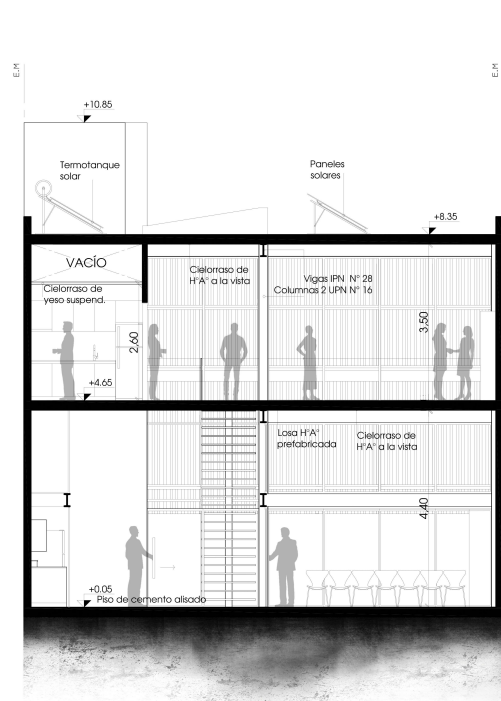 E.M
E.M
+10.85
Termotanque
solar
Paneles
solares
+8.35
VACÍO
Cielorraso de
yeso suspend.
Cielorraso de
H°A° a la vista
Vigas IPN N° 28
Columnas 2 UPN N° 16
2,60
3,50
+4.65
Losa H°A°
prefabricada
Cielorraso de
H°A° a la vista
4,40
+0.05
Piso de cemento alisado